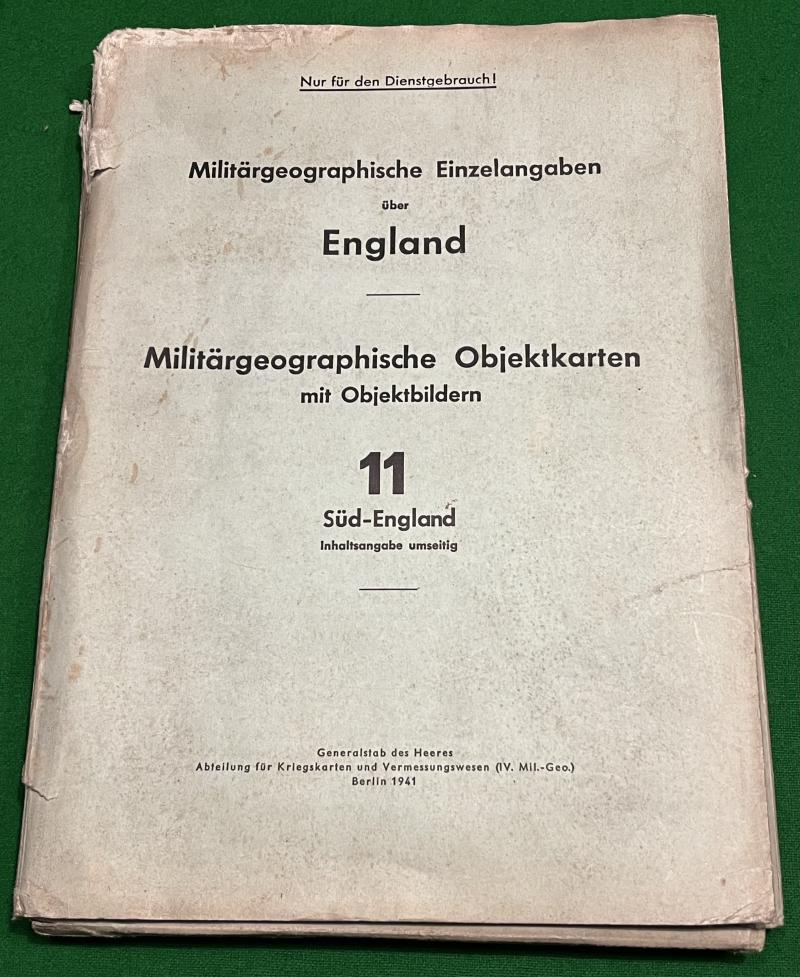 Nur für den Dienstgebrauch!
Militärgeographische Einzelangaben
über
England
Militärgeographische Objektkarten
mit Objektbildern
11
Süd-England
Inhaltsangabe umseitig
Generalstab des Heeres
Abteilung für Kriegskarten und Vermessungswesen (IV. Mil.-Geo.)
Berlin 1941